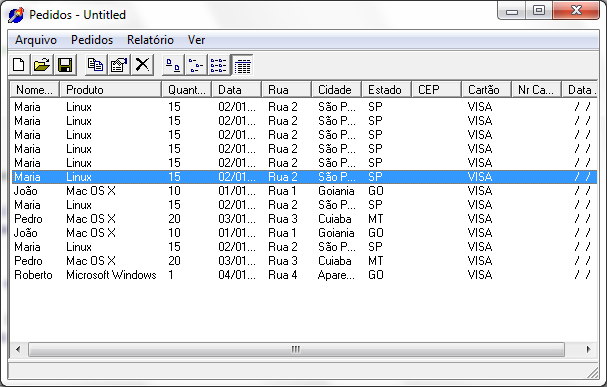 Pedidos - Untitled
Arquivo Pedidos Relatório Ver
Nome... Produto Quant... Data Rua Cidade Estado CEP Cartão Nr Ca... Data .
Maria Linux 15 02/01... Rua 2 São P... SP VISA / /
Maria Linux 15 02/01... Rua 2 São P... SP VISA / /
Maria Linux 15 02/01... Rua 2 São P... SP VISA / /
Maria Linux 15 02/01... Rua 2 São P... SP VISA / /
Maria Linux 15 02/01... Rua 2 São P... SP VISA / /
Maria Linux 15 02/01... Rua 2 São P... SP VISA / /
João Mac OS X 10 01/01... Rua 1 Goiania GO VISA / /
Maria Linux 15 02/01... Rua 2 São P... SP VISA / /
Pedro Mac OS X 20 03/01... Rua 3 Cuiaba MT VISA / /
João Mac OS X 10 01/01... Rua 1 Goiania GO VISA / /
Maria Linux 15 02/01... Rua 2 São P... SP VISA / /
Pedro Mac OS X 20 03/01... Rua 3 Cuiaba MT VISA / /
Roberto Microsoft Windows 1 04/01... Rua 4 Apare... GO VISA / /